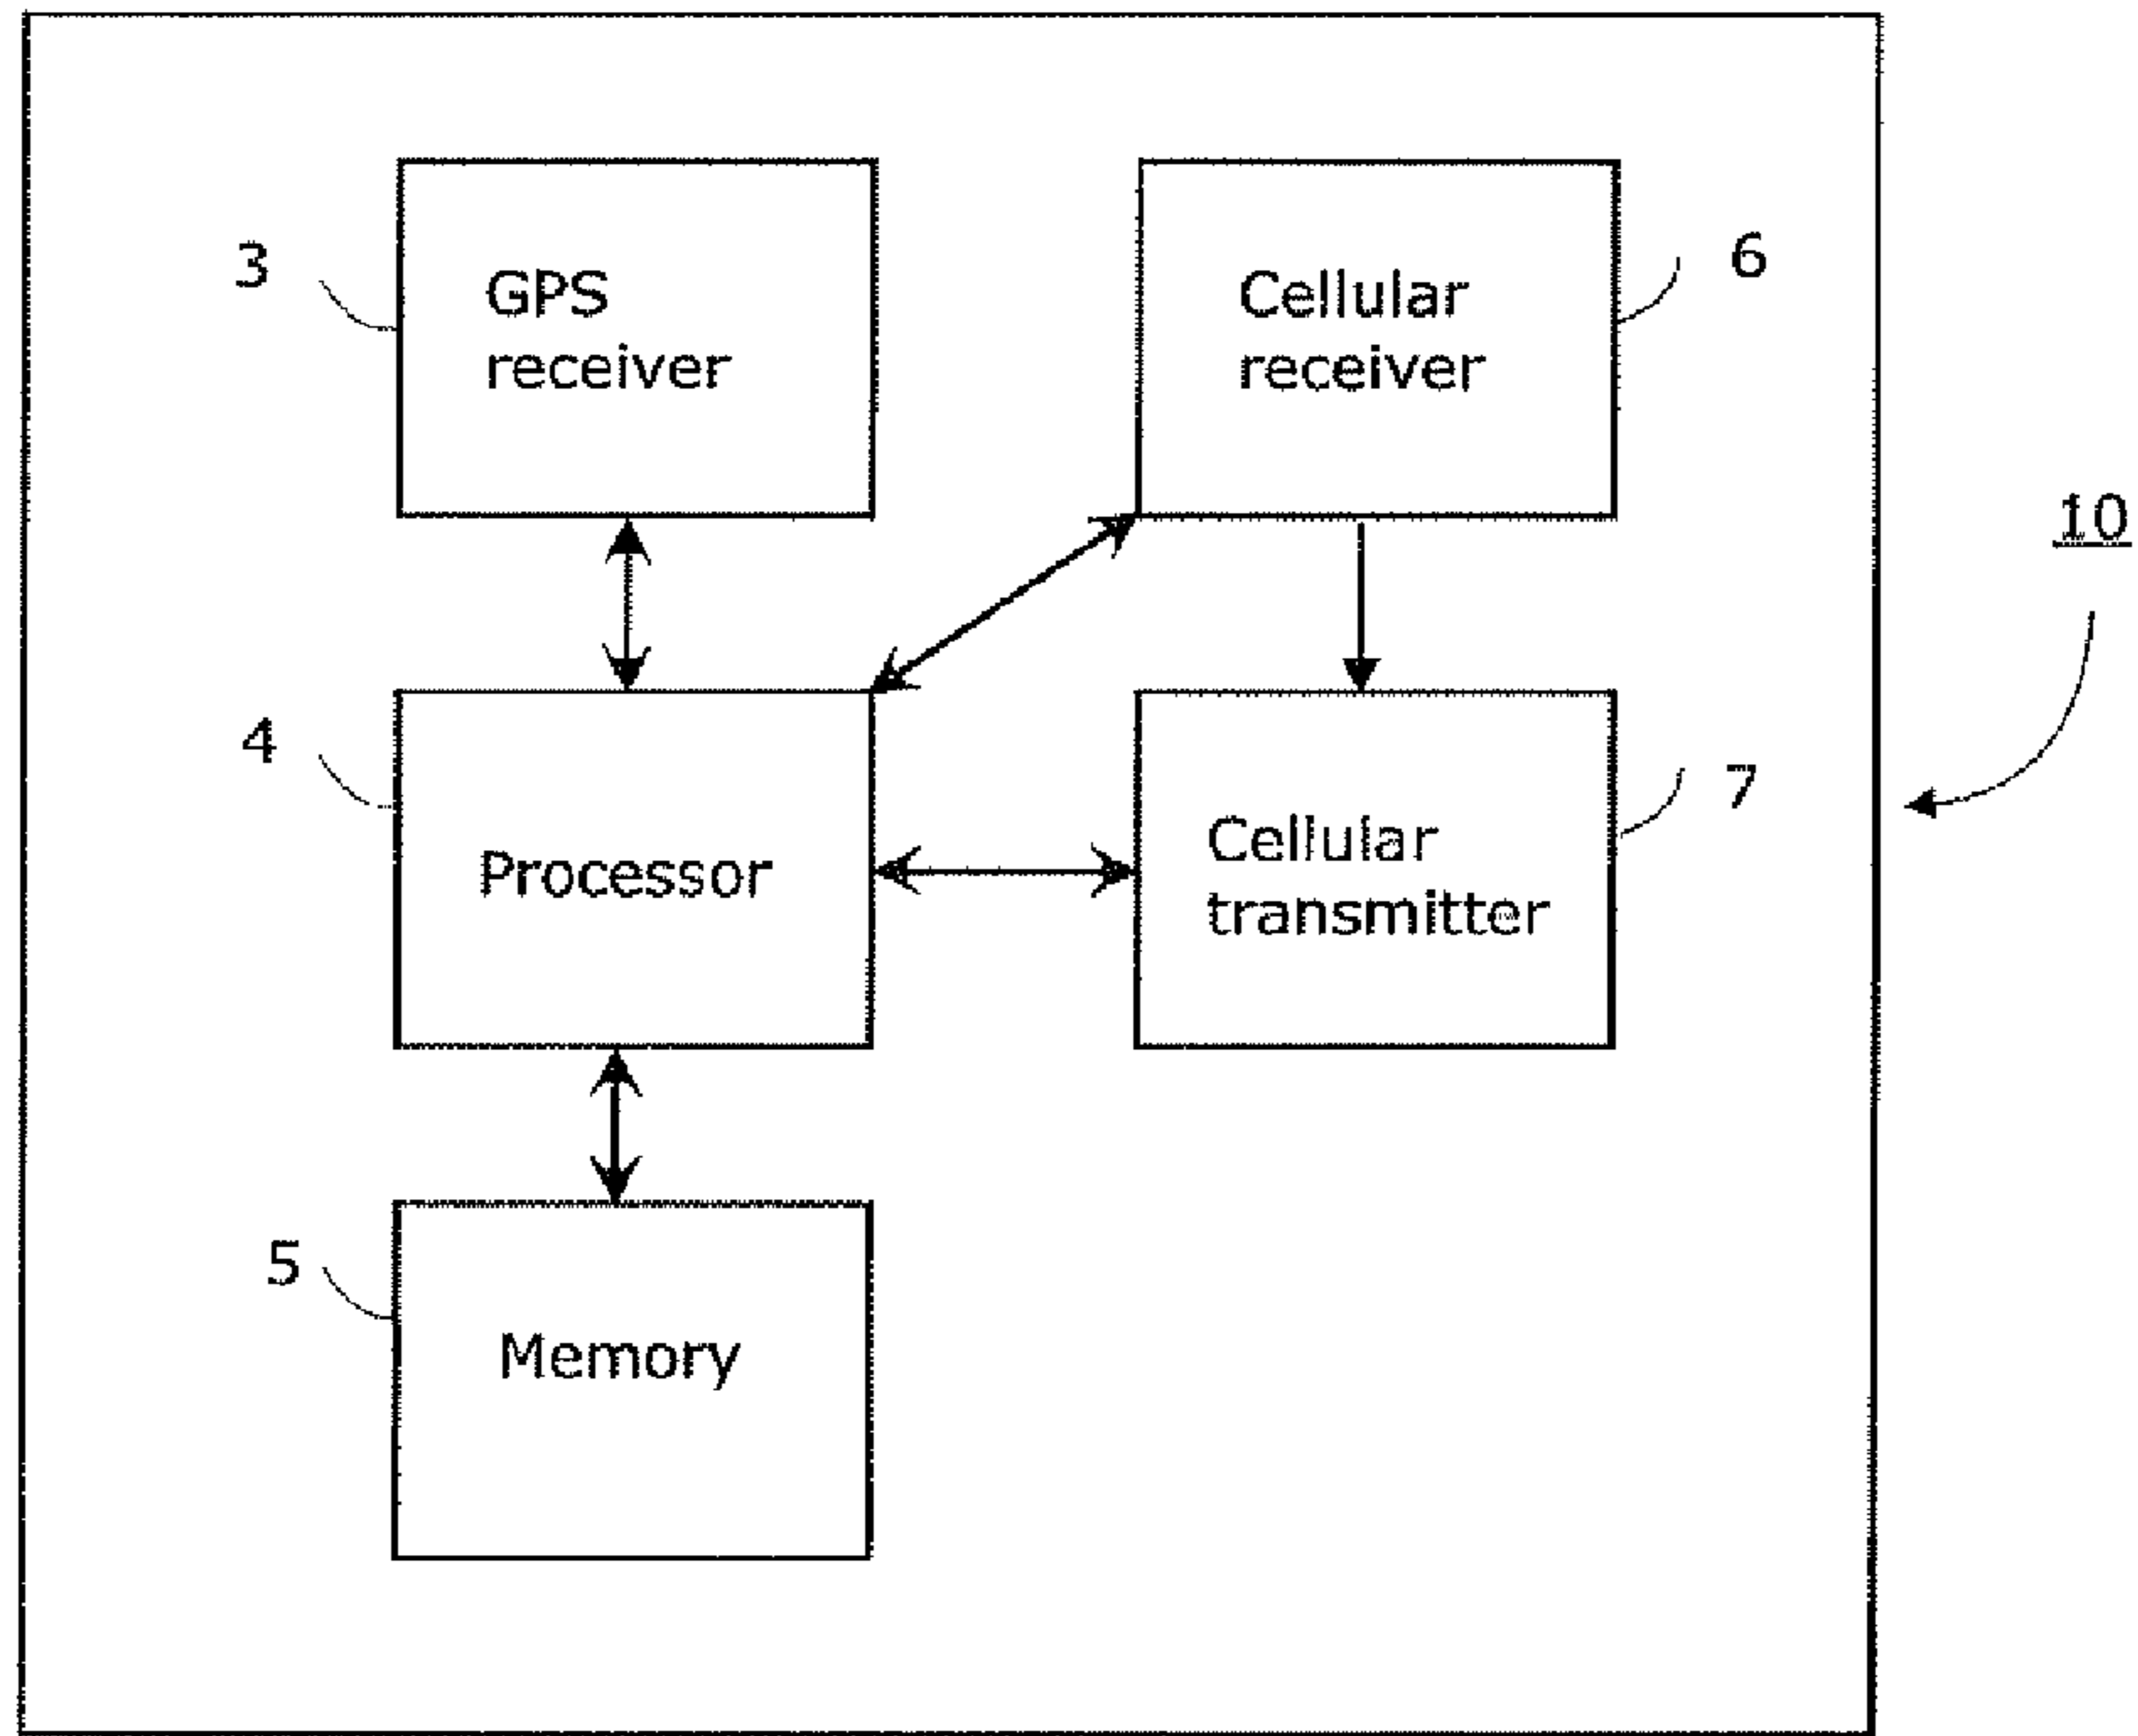 3
GPS
receiver
Cellular
receiver
6
10
4
Processor
Cellular
transmitter
7
5
Memory